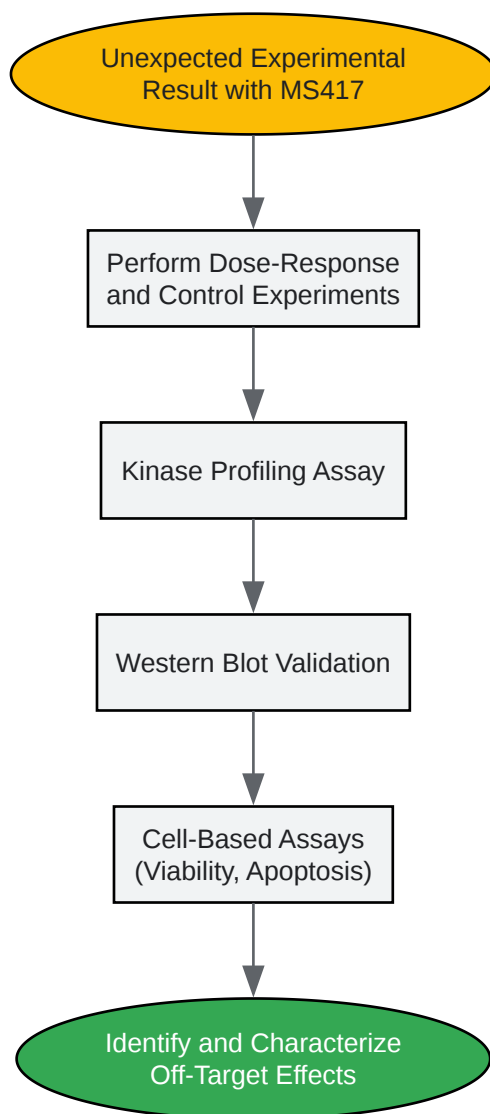 Unexpected Experimental
Result with MS417
Perform Dose-Response
and Control Experiments
Kinase Profiling Assay
Western Blot Validation
Cell-Based Assays
(Viability, Apoptosis)
Identify and Characterize
Off-Target Effects